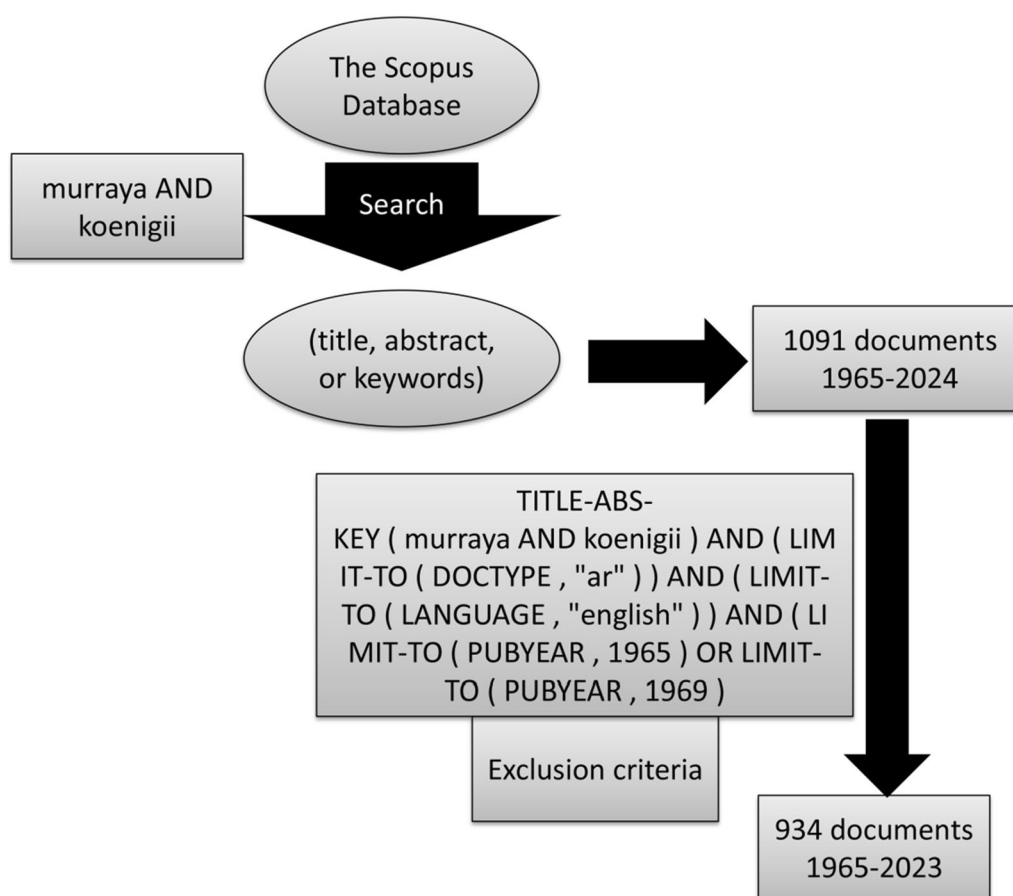 The Scopus
Database
murraya AND
koenigii
Search
(title, abstract,
or keywords)
1091 documents
1965-2024
TITLE-ABS-
KEY ( murraya AND koenigii ) AND ( LIM
IT-TO ( DOCTYPE , "ar" ) ) AND ( LIMIT-
TO ( LANGUAGE , "english" ) ) AND ( LI
MIT-TO ( PUBYEAR , 1965 ) OR LIMIT-
TO ( PUBYEAR , 1969 )
Exclusion criteria
934 documents
1965-2023